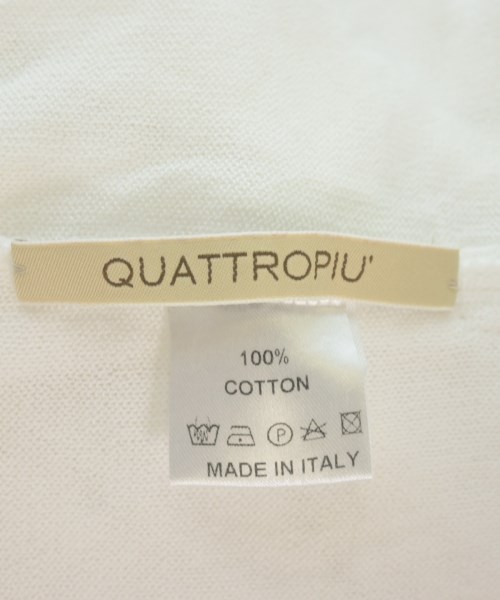 QUATTROPIU'
100%
COTTON
P
MADE IN ITALY